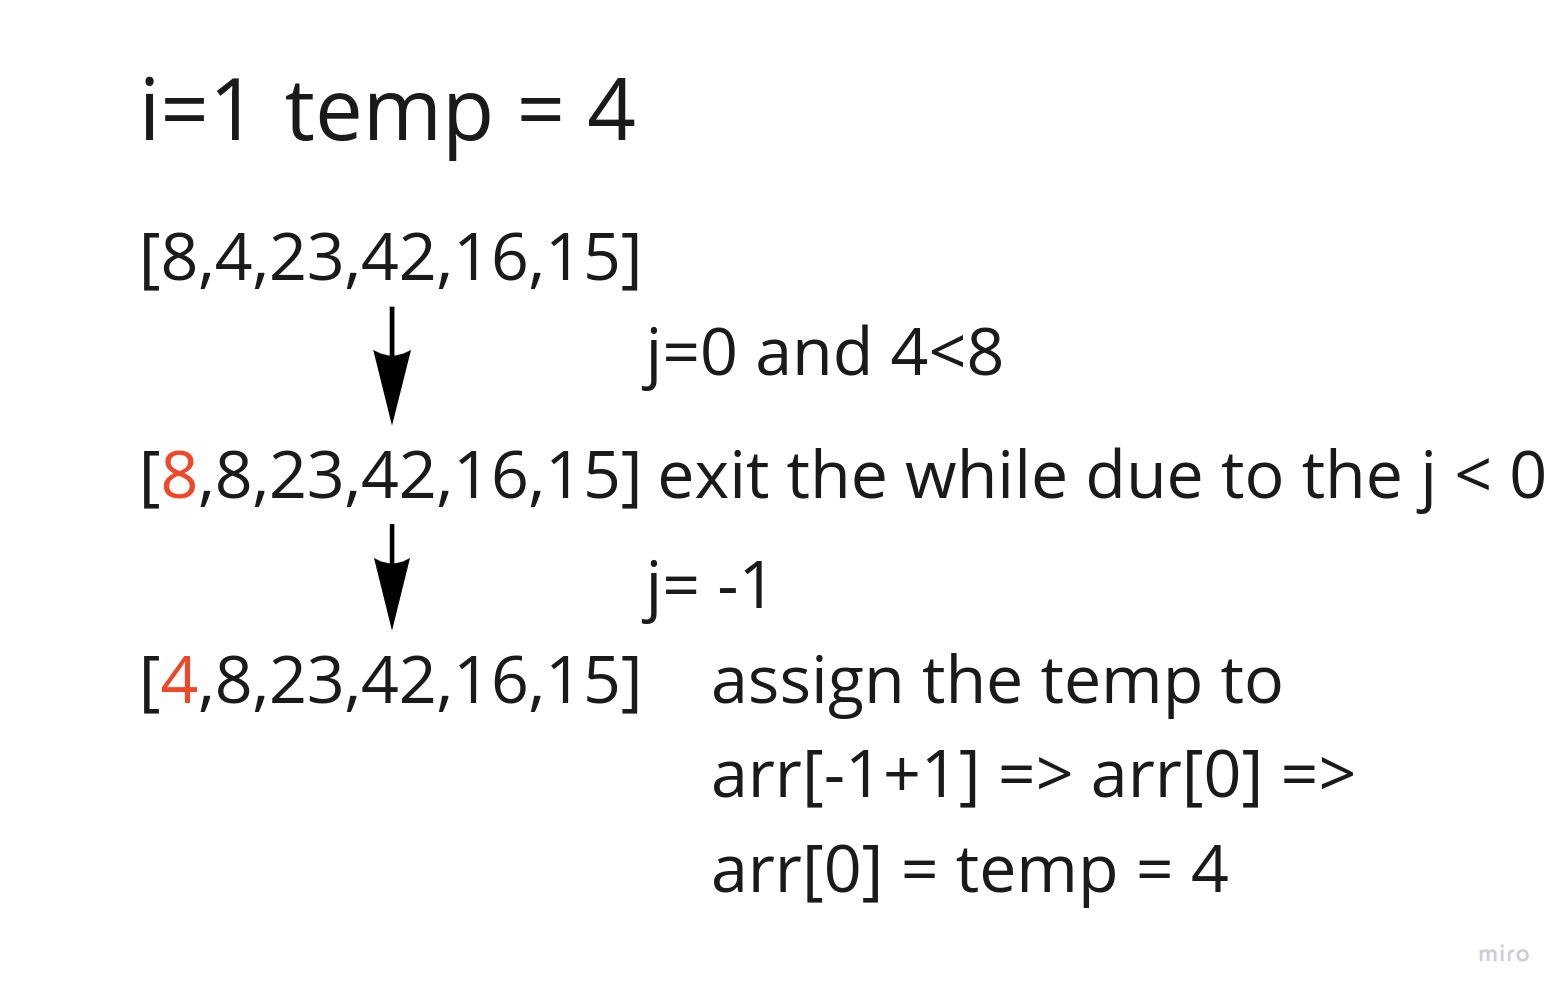 i=1 temp = 4
[8,4,23,42,16,15]
j=0 and 4<8
[8,8,23,42,16,15] exit the while due to the j < 0
j= -1
[4,8,23,42,16,15] assign the temp to
arr[-1+1] => arr[0] =>
arr[0] = temp = 4
miro